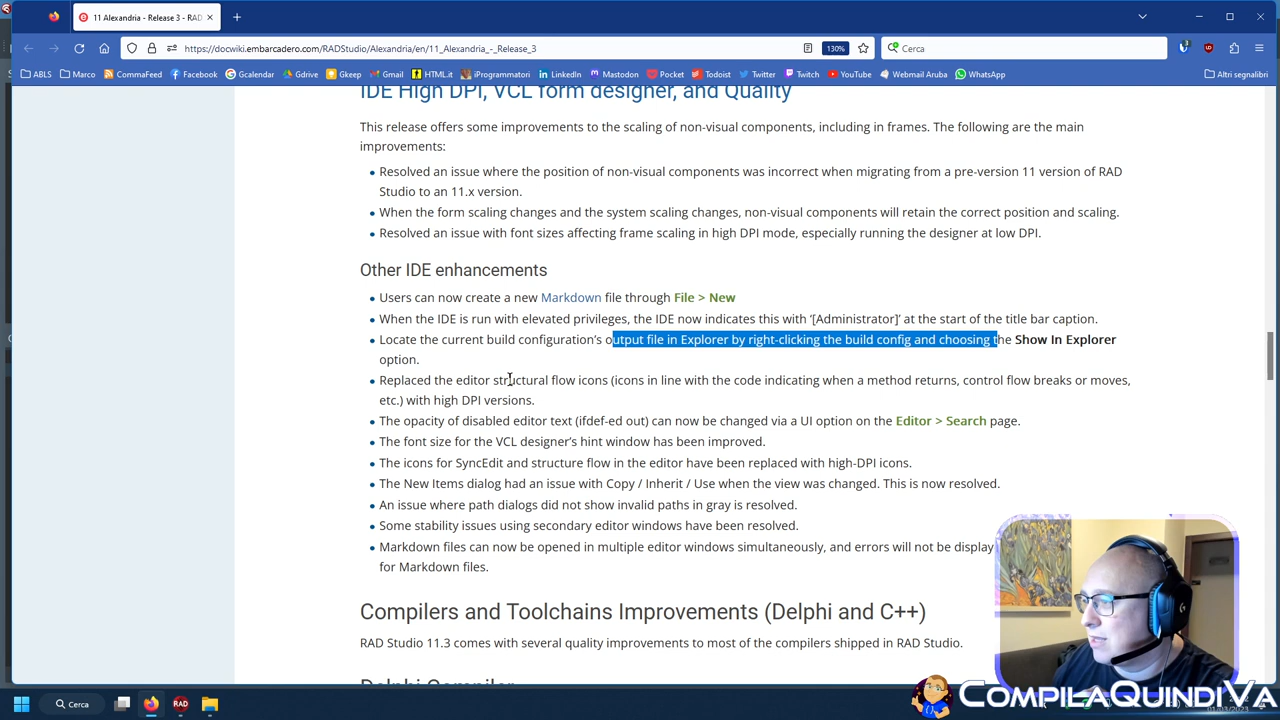 11 Alexandria - Release 3 - RAD
https://docwiki.embarcadero.com/RADStudio/Alexandria/en/11_Alexandria_-_Release_3
130%
Cerca
ABLS
Marco
CommaFeed
Facebook
Gcalendar
Gdrive
Gkeep
Gmail
HTML.it
iProgrammatori
LinkedIn
Mastodon
Pocket
Todoist
Twitter
Twitch
YouTube
Webmail Aruba
WhatsApp
Altri segnalibri
IDE High DPI, VCL form designer, and Quality
This release offers some improvements to the scaling of non-visual components, including in frames. The following are the main
improvements:
Resolved an issue where the position of non-visual components was incorrect when migrating from a pre-version 11 version of RAD
Studio to an 11.x version.
When the form scaling changes and the system scaling changes, non-visual components will retain the correct position and scaling.
Resolved an issue with font sizes affecting frame scaling in high DPI mode, especially running the designer at low DPI.
Other IDE enhancements
Users can now create a new Markdown file through File > New
When the IDE is run with elevated privileges, the IDE now indicates this with ‘[Administrator]’ at the start of the title bar caption.
Locate the current build configuration’s output file in Explorer by right-clicking the build config and choosing the Show In Explorer
option.
Replaced the editor structural flow icons (icons in line with the code indicating when a method returns, control flow breaks or moves,
etc.) with high DPI versions.
The opacity of disabled editor text (ifdef-ed out) can now be changed via a UI option on the Editor > Search page.
The font size for the VCL designer’s hint window has been improved.
The icons for SyncEdit and structure flow in the editor have been replaced with high-DPI icons.
The New Items dialog had an issue with Copy / Inherit / Use when the view was changed. This is now resolved.
An issue where path dialogs did not show invalid paths in gray is resolved.
Some stability issues using secondary editor windows have been resolved.
Markdown files can now be opened in multiple editor windows simultaneously, and errors will not be display
for Markdown files.
Compilers and Toolchains Improvements (Delphi and C++)
RAD Studio 11.3 comes with several quality improvements to most of the compilers shipped in RAD Studio.
Delphi Compiler
Cerca
RAD
COMPILAQUINDIVA